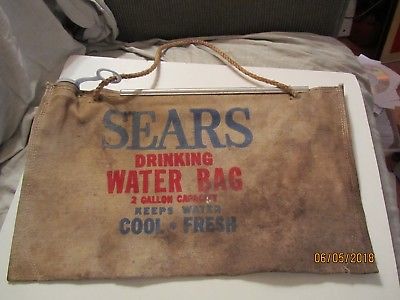 SEARS
DRINKING
WATER BAG
2 GALLON CAPACITY
KEEPS WATER
COOL • FRESH
06/05/2018